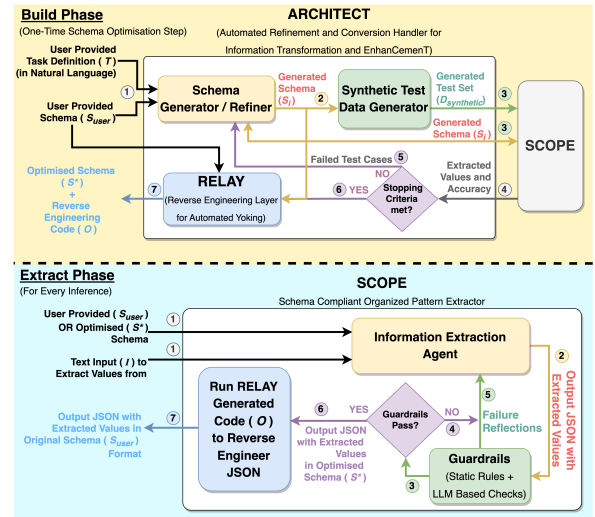 Build Phase
(One-Time Schema Optimisation Step)
ARCHITECT
(Automated Refinement and Conversion Handler for
Information Transformation and EnhanCemenT)
User Provided
Task Definition ( T )
(in Natural Language)
1
User Provided
Schema ( Suser )
Schema
Generator / Refiner
Generated
Schema
(Si)
2
Synthetic Test
Data Generator
Generated
Test Set
(Dsynthetic)
3
Generated
Schema (Si)
3
SCOPE
Failed Test Cases
5
NO
6
YES
Stopping
Criteria
met?
Extracted
Values and
Accuracy
4
RELAY
(Reverse Engineering Layer
for Automated Yoking)
7
Optimised Schema
(S*)
+
Reverse
Engineering
Code ( O )
Extract Phase
(For Every Inference)
SCOPE
Schema Compliant Organized Pattern Extractor
User Provided ( Suser )
OR Optimised ( S* )
Schema
1
1
Text Input ( I ) to
Extract Values from
Information Extraction
Agent
2
Output JSON with
Extracted Values
5
Failure
Reflections
Guardrails
Pass?
NO
4
YES
6
Output JSON
with Extracted
Values
in Optimised
Schema ( S*)
3
Guardrails
(Static Rules +
LLM Based Checks)
Run RELAY
Generated
Code ( O )
to Reverse
Engineer
JSON
7
Output JSON with
Extracted Values in
Original Schema ( Suser )
Format